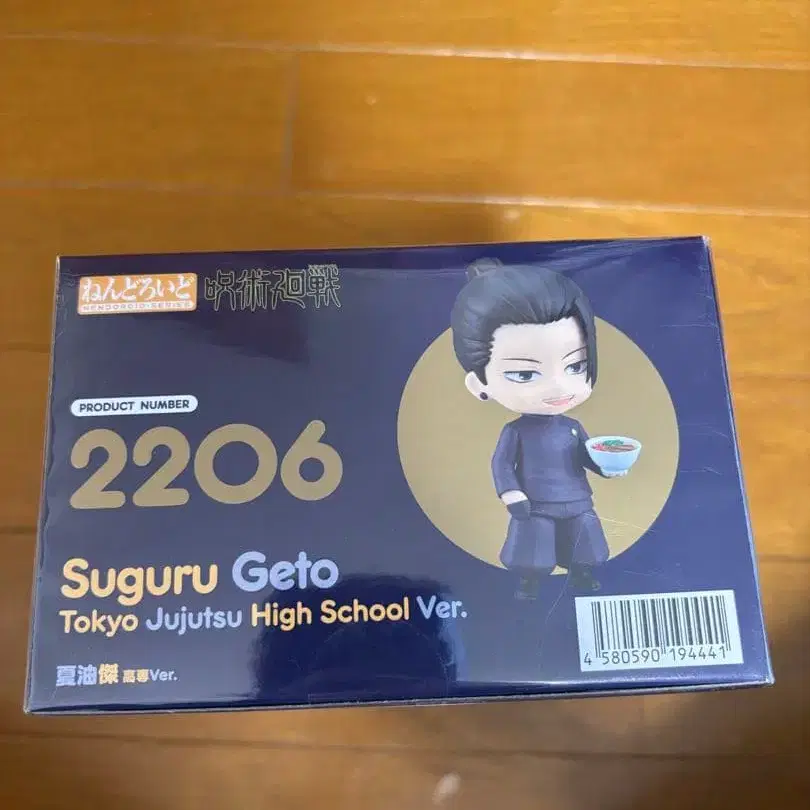 ねんどろいど
NENDOROID·SERIES
呪術廻戦
PRODUCT NUMBER
2206
Suguru Geto
Tokyo Jujutsu High School Ver.
夏油傑 高専Ver.
4 580590 194441